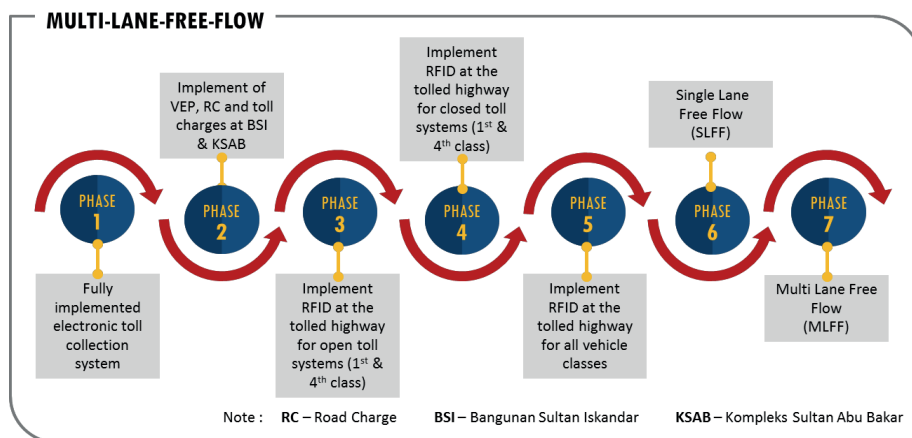 MULTI-LANE-FREE-FLOW
PHASE
1
Fully
implemented
electronic toll
collection
system
Implement of
VEP, RC and toll
charges at BSI
& KSAB
PHASE
2
PHASE
3
Implement
RFID at the
tolled highway
for open toll
systems (1st &
4th class)
Implement
RFID at the
tolled highway
for closed toll
systems (1st &
4th class)
PHASE
4
PHASE
5
Implement
RFID at the
tolled highway
for all vehicle
classes
Single Lane
Free Flow
(SLFF)
PHASE
6
PHASE
7
Multi Lane Free
Flow
(MLFF)
Note : RC – Road Charge BSI – Bangunan Sultan Iskandar KSAB – Kompleks Sultan Abu Bakar